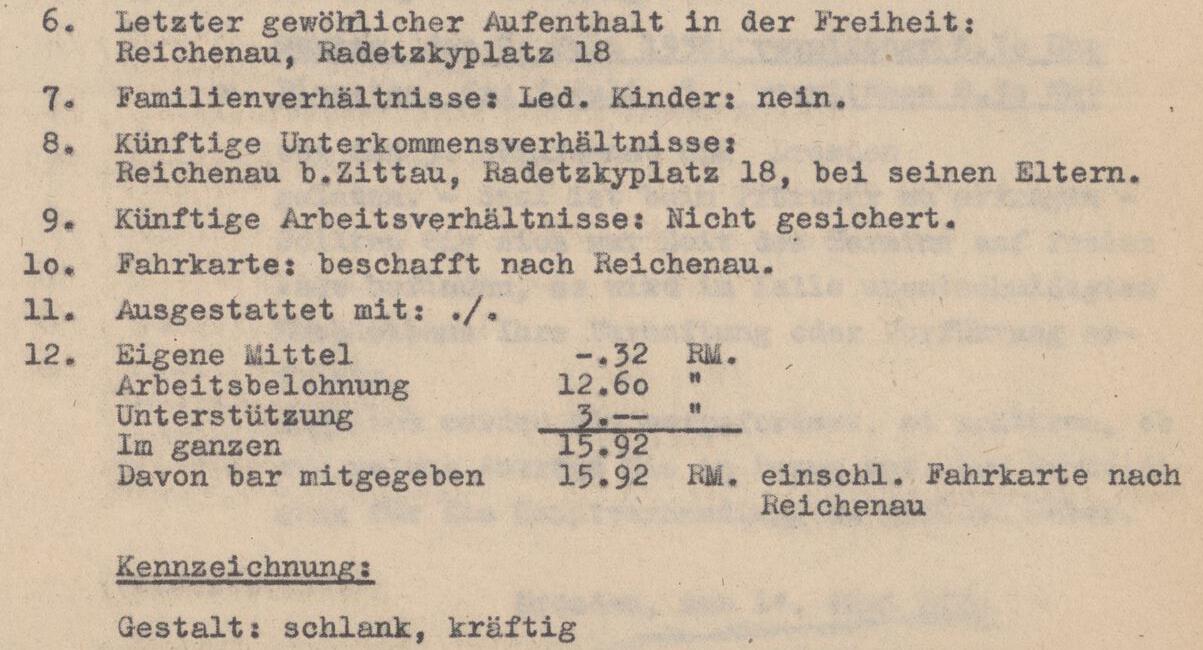 6. Letzter gewöhnlicher Aufenthalt in der Freiheit:
Reichenau, Radetzkyplatz 18
7. Familienverhältnisse: Led. Kinder: nein.
8. Künftige Unterkommensverhältnisse:
Reichenau b.Zittau, Radetzkyplatz 18, bei seinen Eltern.
9. Künftige Arbeitsverhältnisse: Nicht gesichert.
lo. Fahrkarte: beschafft nach Reichenau.
11. Ausgestattet mit: ./.
12. Eigene Mittel -.32 RM.
Arbeitsbelohnung 12.6o "
Unterstützung 3.-- "
Im ganzen 15.92
Davon bar mitgegeben 15.92 RM. einschl. Fahrkarte nach
Reichenau
Kennzeichnung:
Gestalt: schlank, kräftig